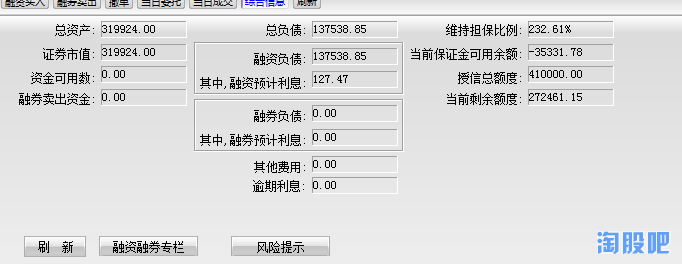 融资买入 融券卖出 撤单 当日委托 当日成交 综合信息 刷新
总资产: 319924.00 总负债: 137538.85 维持担保比例: 232.61%
证券市值: 319924.00 融资负债: 137538.85 当前保证金可用余额: -35331.78
资金可用数: 0.00 其中,融资预计利息: 127.47 授信总额度: 410000.00
融券卖出资金: 0.00 融券负债: 0.00 当前剩余额度: 272461.15
其中,融券预计利息: 0.00
其他费用: 0.00
逾期利息: 0.00
刷 新 融资融券专栏 风险提示
淘股吧